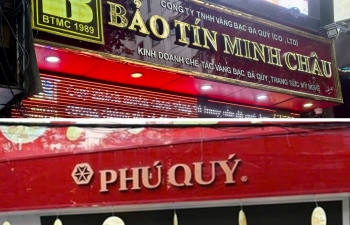 CÔNG TY TNHH VÀNG BẠC ĐÁ QUÝ (CO.,LTD)
B
BTMC 1989
BẢO TÍN MINH CHÂU
KINH DOANH CHẾ TÁC VÀNG BẠC, ĐÁ QUÝ, TRANG SỨC MỸ NGHỆ
PHÚ QUÝ.